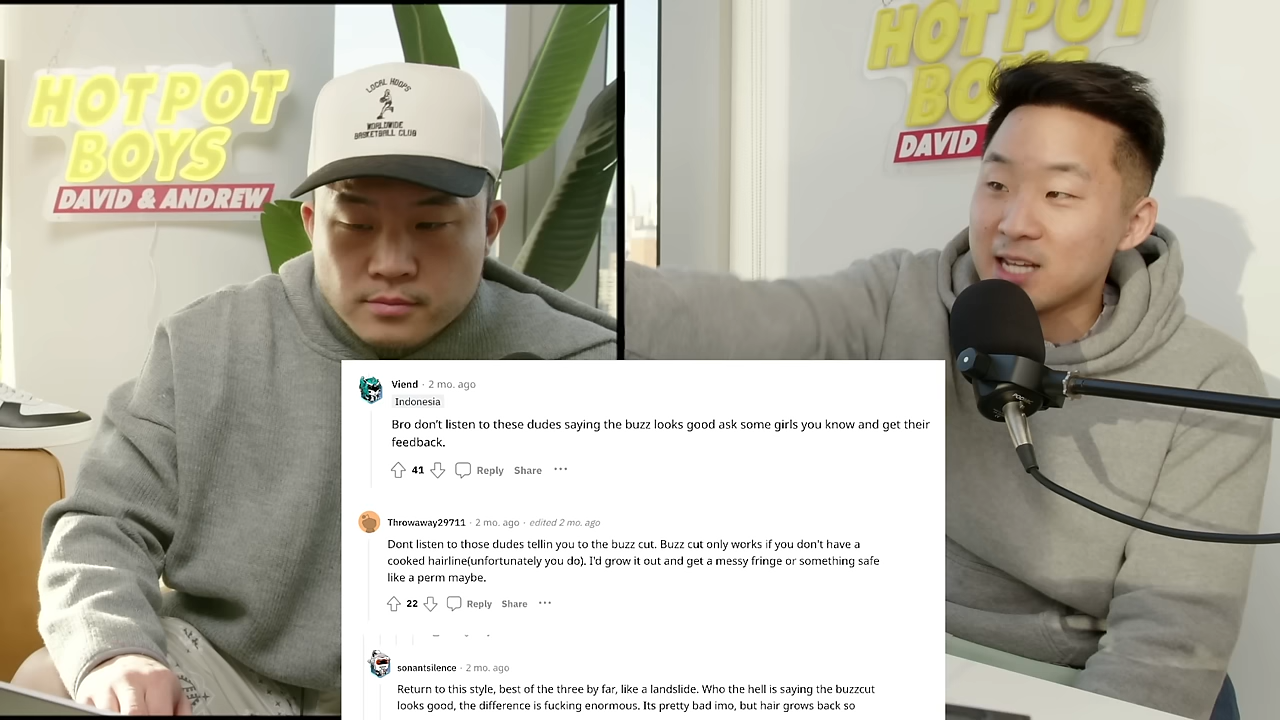 HOT POT
BOYS
DAVID & ANDREW
LOCAL HOOPS
WORLDWIDE
BASKETBALL CLUB
HOT POT
DAVID
Viend · 2 mo. ago
Indonesia
Bro don't listen to these dudes saying the buzz looks good ask some girls you know and get their
feedback.
41 Reply Share ...
Throwaway29711 · 2 mo. ago · edited 2 mo. ago
Dont listen to those dudes tellin you to the buzz cut. Buzz cut only works if you don't have a
cooked hairline(unfortunately you do). I'd grow it out and get a messy fringe or something safe
like a perm maybe.
22 Reply Share ...
sonantsilence · 2 mo. ago
Return to this style, best of the three by far, like a landslide. Who the hell is saying the buzzcut
looks good, the difference is fucking enormous. Its pretty bad imo, but hair grows back so